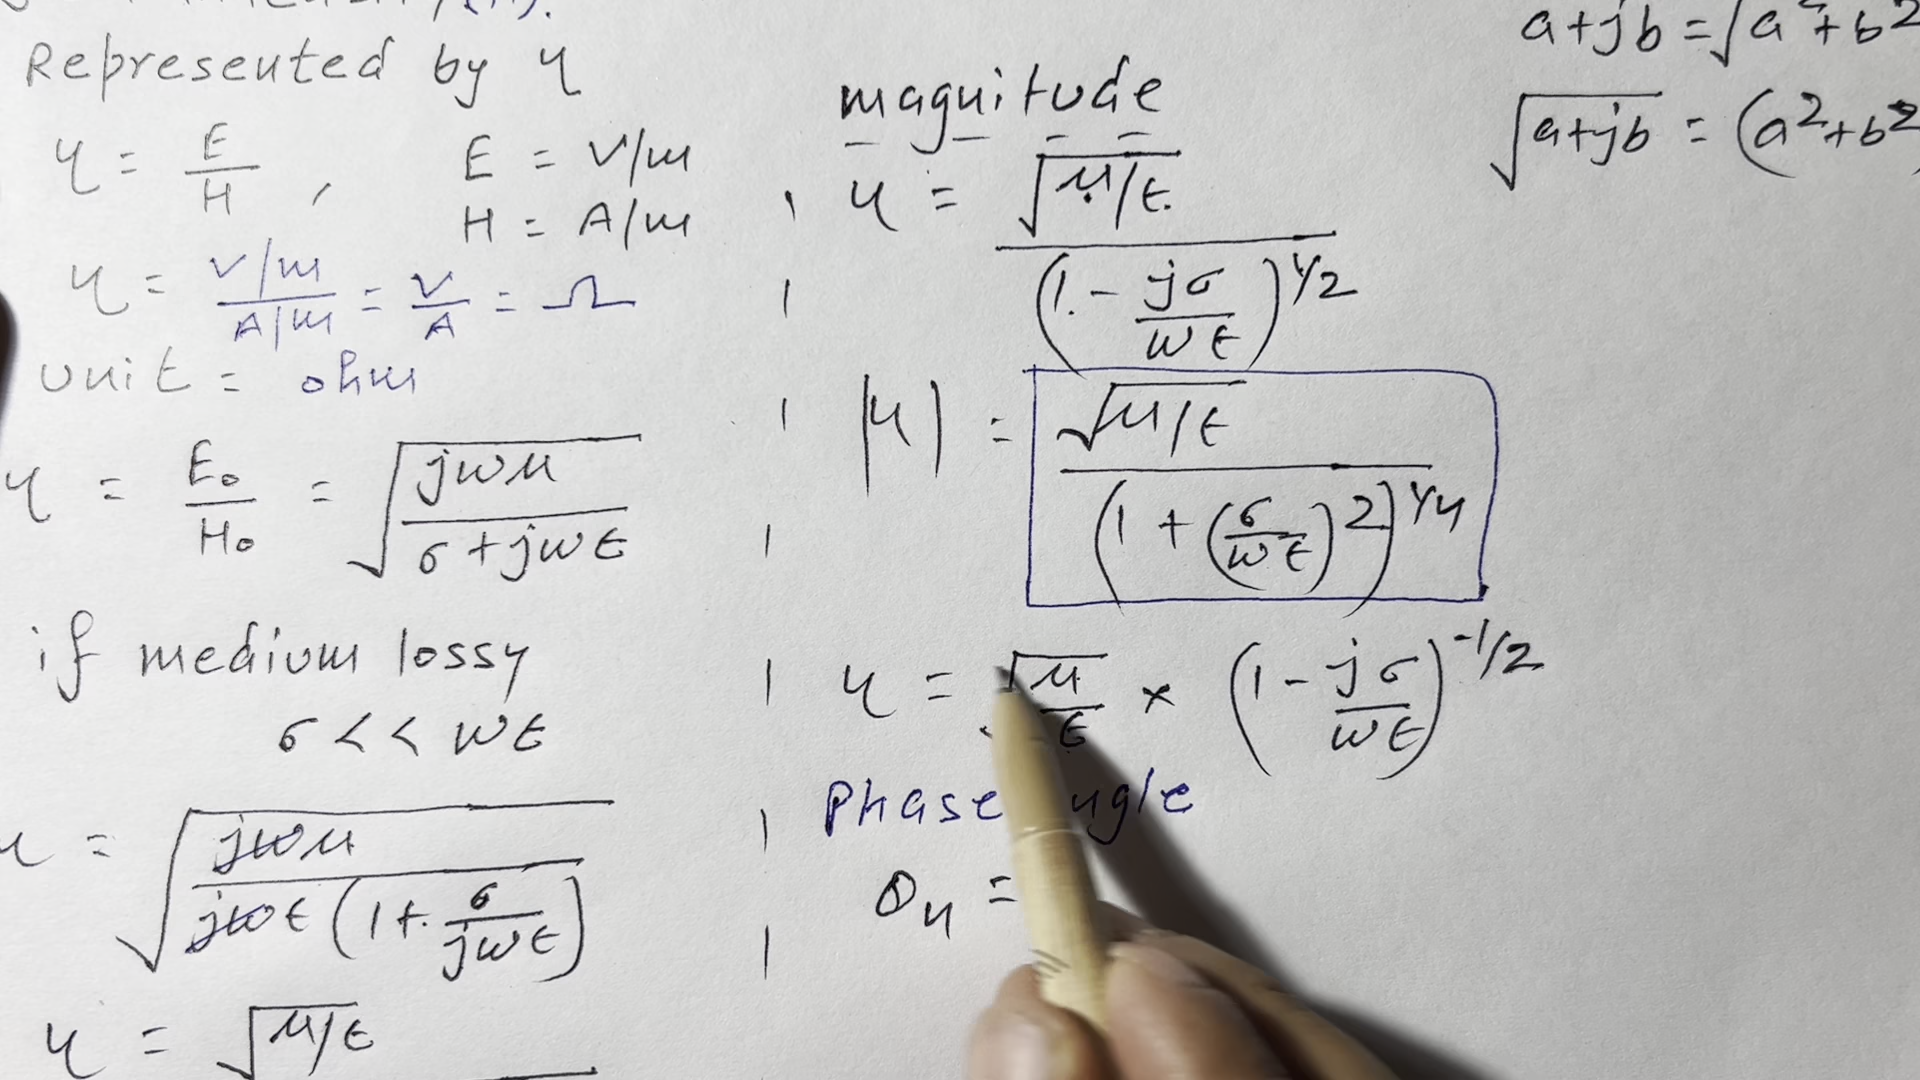 Represented by η
η = E/H , E = V/m
H = A/m
η = (V/m)/(A/m) = V/A = Ω
unit = ohm
η = E₀/H₀ = √(jωμ/(σ+jωε))
if medium lossy
σ << ωε
η = √(jωμ/(jωε(1+σ/(jωε))))
η = √(μ/ε)
magnitude
η = √(μ/ε)/(1 - jσ/(ωε))^(1/2)
|η| = √(μ/ε)/(1 + (σ/(ωε))²)^(1/4)
η = √(μ/ε) × (1 - jσ/(ωε))^(-1/2)
Phase angle
θη =
a+jb = √(a²+b²
√(a+jb) = (a²+b²